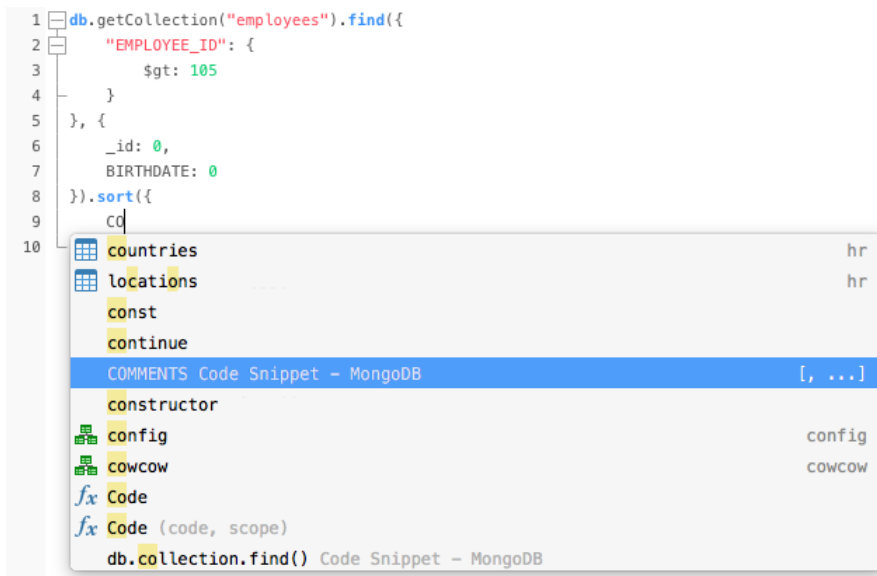 1 db.getCollection("employees").find({
2 "EMPLOYEE_ID": {
3 $gt: 105
4 }
5 }, {
6 _id: 0,
7 BIRTHDATE: 0
8 }).sort({
9 CO
10
countries hr
locations hr
const
continue
COMMENTS Code Snippet – MongoDB [, ...]
constructor
config config
cowcow cowcow
fx Code
fx Code (code, scope)
db.collection.find() Code Snippet – MongoDB